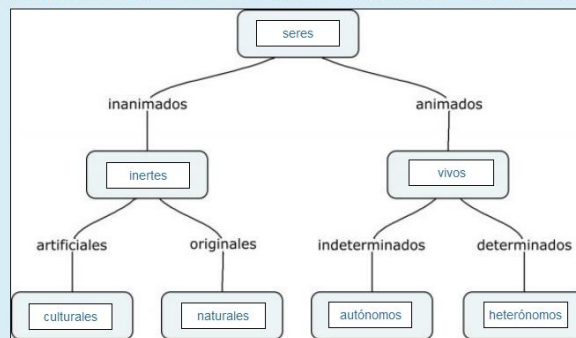 seres
inanimados
animados
inertes
vivos
artificiales
originales
indeterminados
determinados
culturales
naturales
autónomos
heterónomos